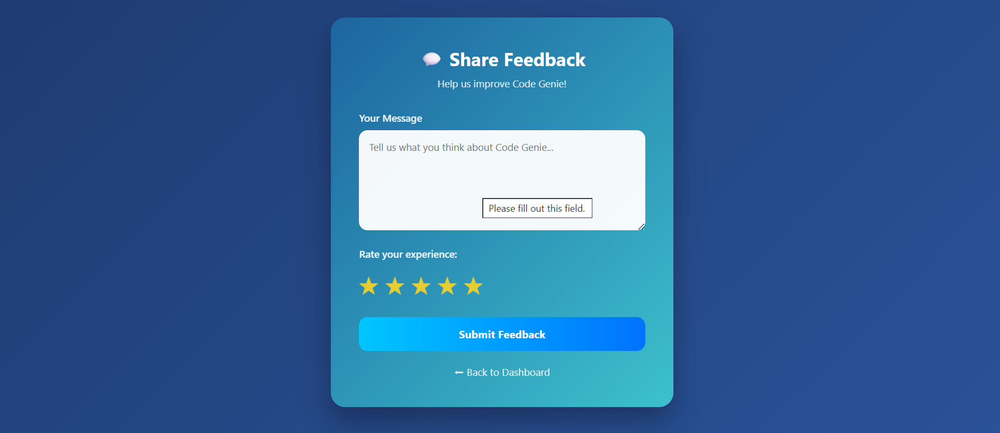 Share Feedback
Help us improve Code Genie!
Your Message
Tell us what you think about Code Genie...
Please fill out this field.
Rate your experience:
Submit Feedback
← Back to Dashboard